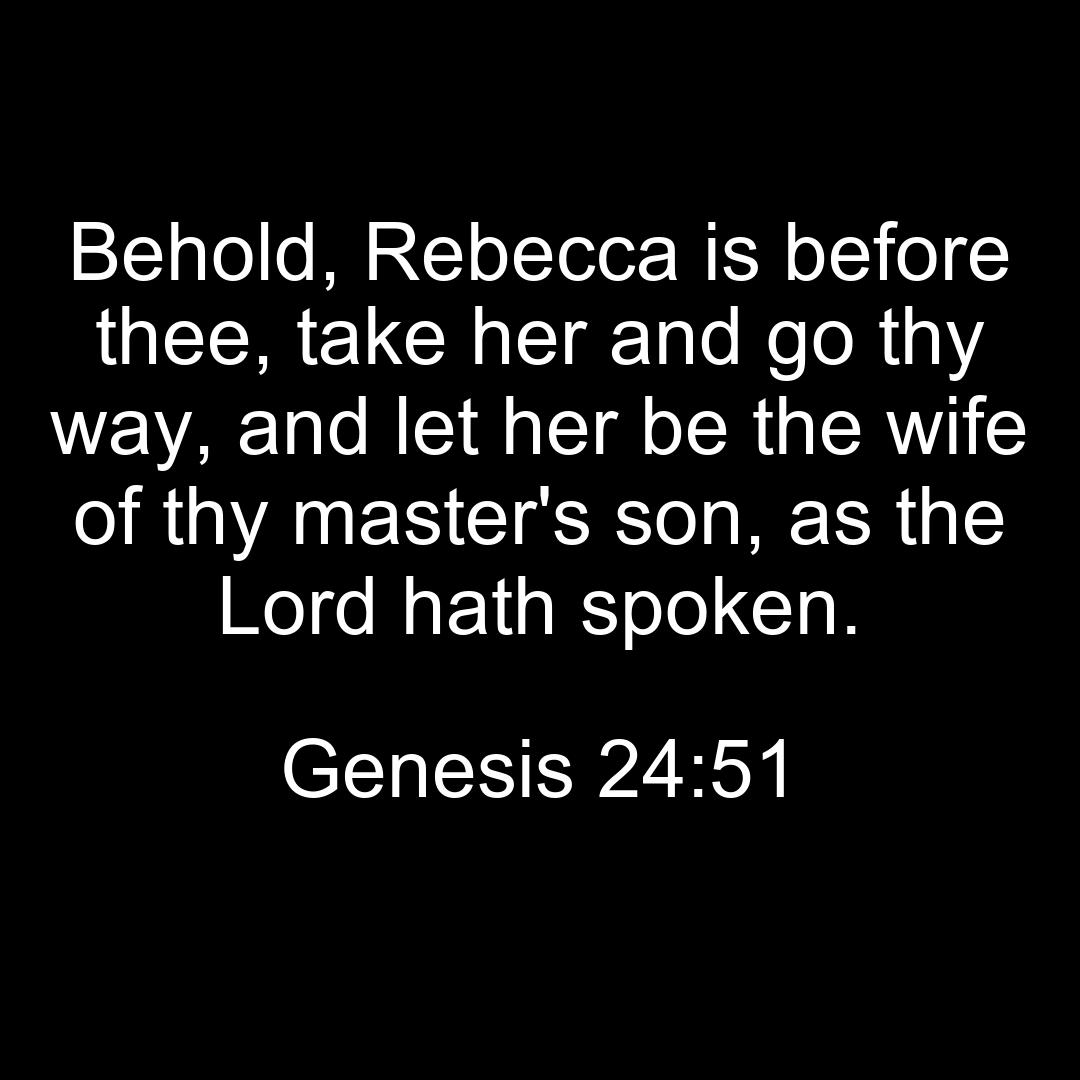 Behold, Rebecca is before
thee, take her and go thy
way, and let her be the wife
of thy master's son, as the
Lord hath spoken.
Genesis 24:51